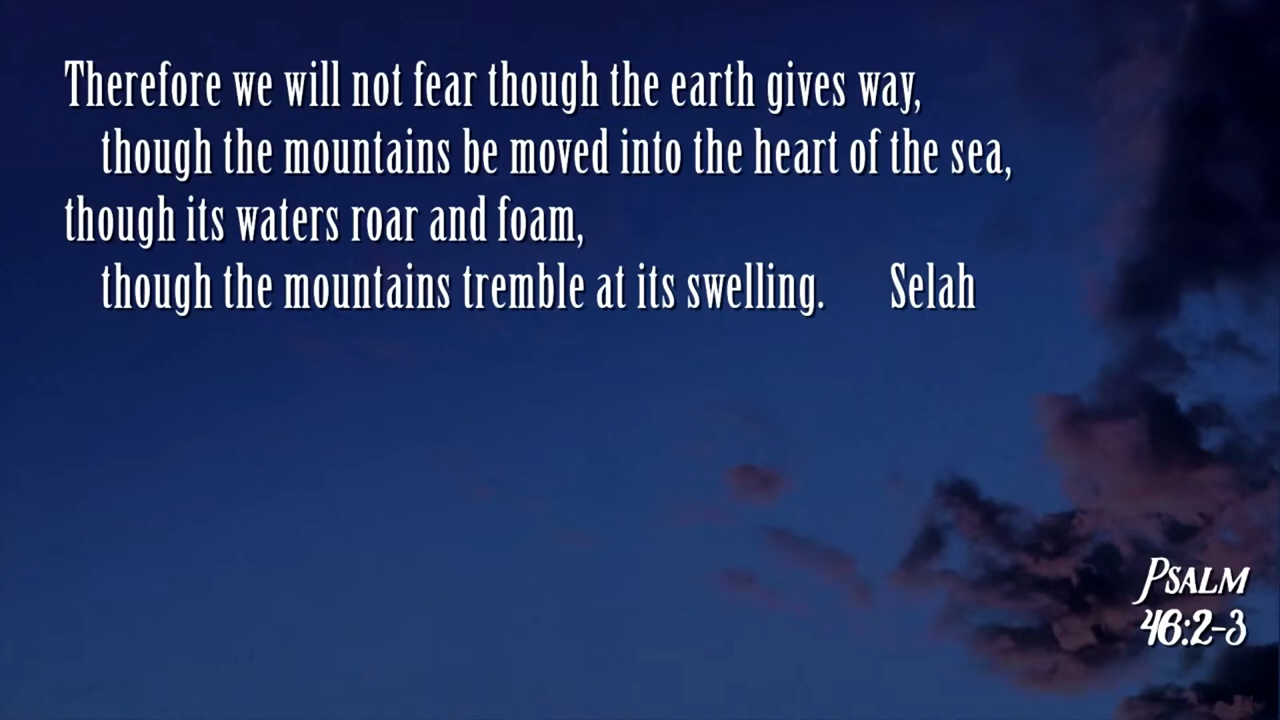 Therefore we will not fear though the earth gives way,
though the mountains be moved into the heart of the sea,
though its waters roar and foam,
though the mountains tremble at its swelling. Selah
Psalm
46:2-3